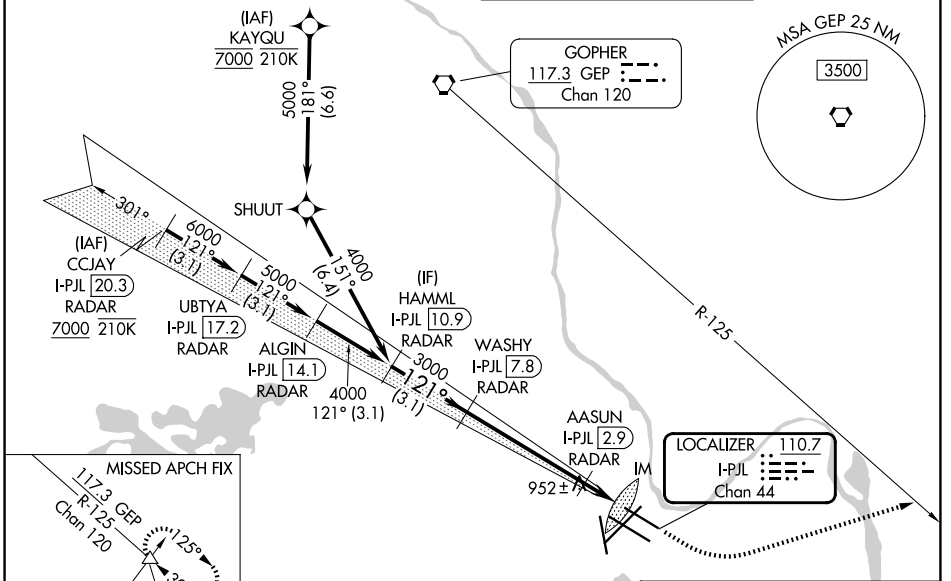 (IAF)
KAYQU
7000 210K
5000
181°
(6.6)
GOPHER
117.3 GEP
Chan 120
MSA GEP 25 NM
3500
SHUUT
301°
6000
121°
(3.1)
(IAF)
CCJAY
I-PJL 20.3
RADAR
7000 210K
5000
121°
(3.1)
UBTYA
I-PJL 17.2
RADAR
4000
151°
(6.4)
ALGIN
I-PJL 14.1
RADAR
4000
121° (3.1)
(IF)
HAMML
I-PJL 10.9
RADAR
3000
121°
(3.1)
WASHY
I-PJL 7.8
RADAR
R-125
AASUN
I-PJL 2.9
RADAR
952±
IM
LOCALIZER 110.7
I-PJL
Chan 44
MISSED APCH FIX
117.3 GEP
R-125
Chan 120
125°